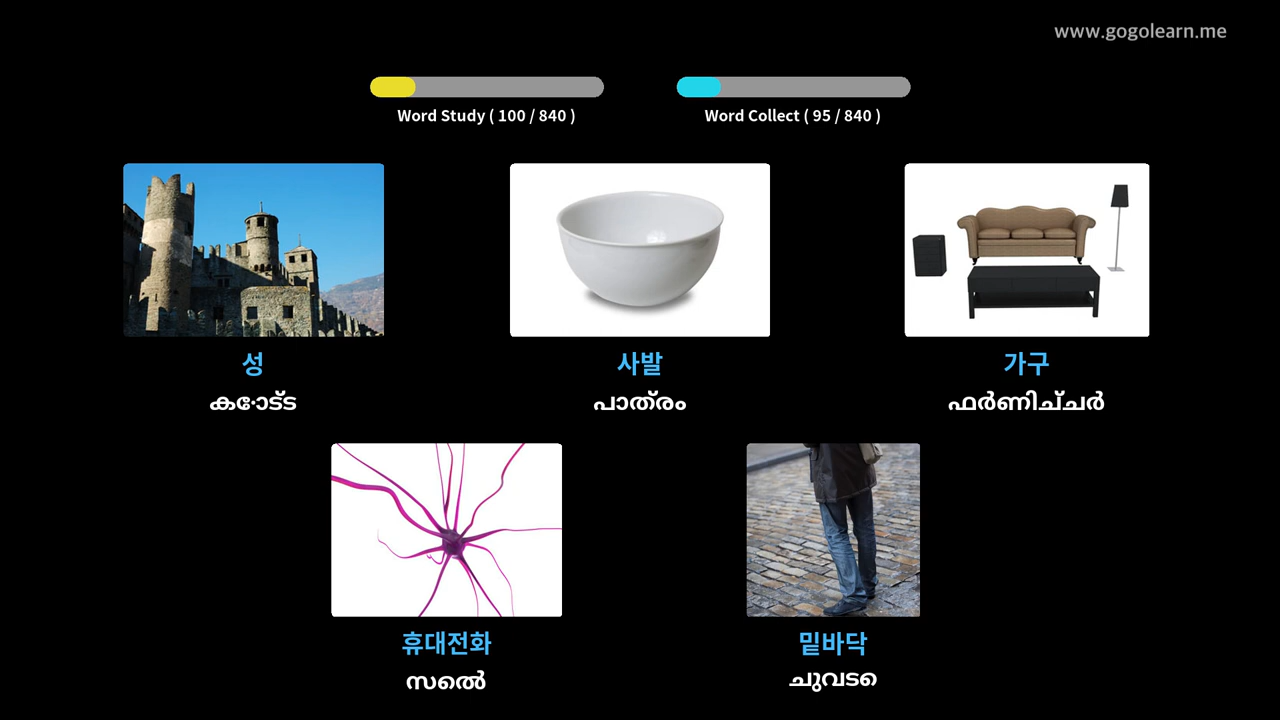 www.gogolearn.me
Word Study ( 100 / 840 )
Word Collect ( 95 / 840 )
성
사발
가구
കോട്ട
പാത്രം
ഫർണിച്ചർ
휴대전화
밑바닥
സെൽ
ചുവടെ